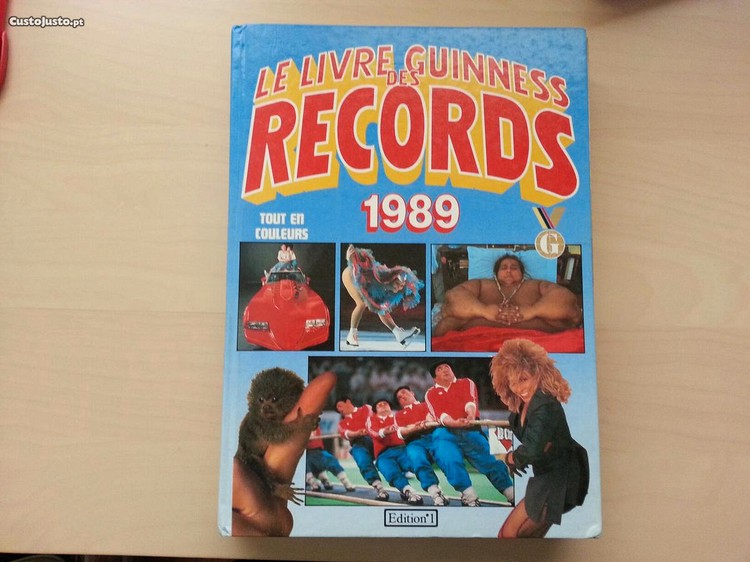 CustoJusto.pt
LE LIVRE GUINNESS
DES
RECORDS
1989
TOUT EN
COULEURS
G
Edition°1